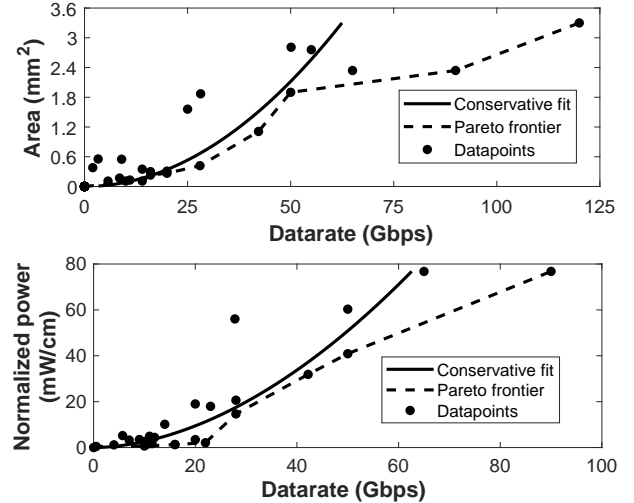 3.6
3
2.4
1.8
1.2
0.6
0
Area (mm²)
Conservative fit
Pareto frontier
Datapoints
0 25 50 75 100 125
Datarate (Gbps)
80
60
40
20
0
Normalized power
(mW/cm)
Conservative fit
Pareto frontier
Datapoints
0 20 40 60 80 100
Datarate (Gbps)